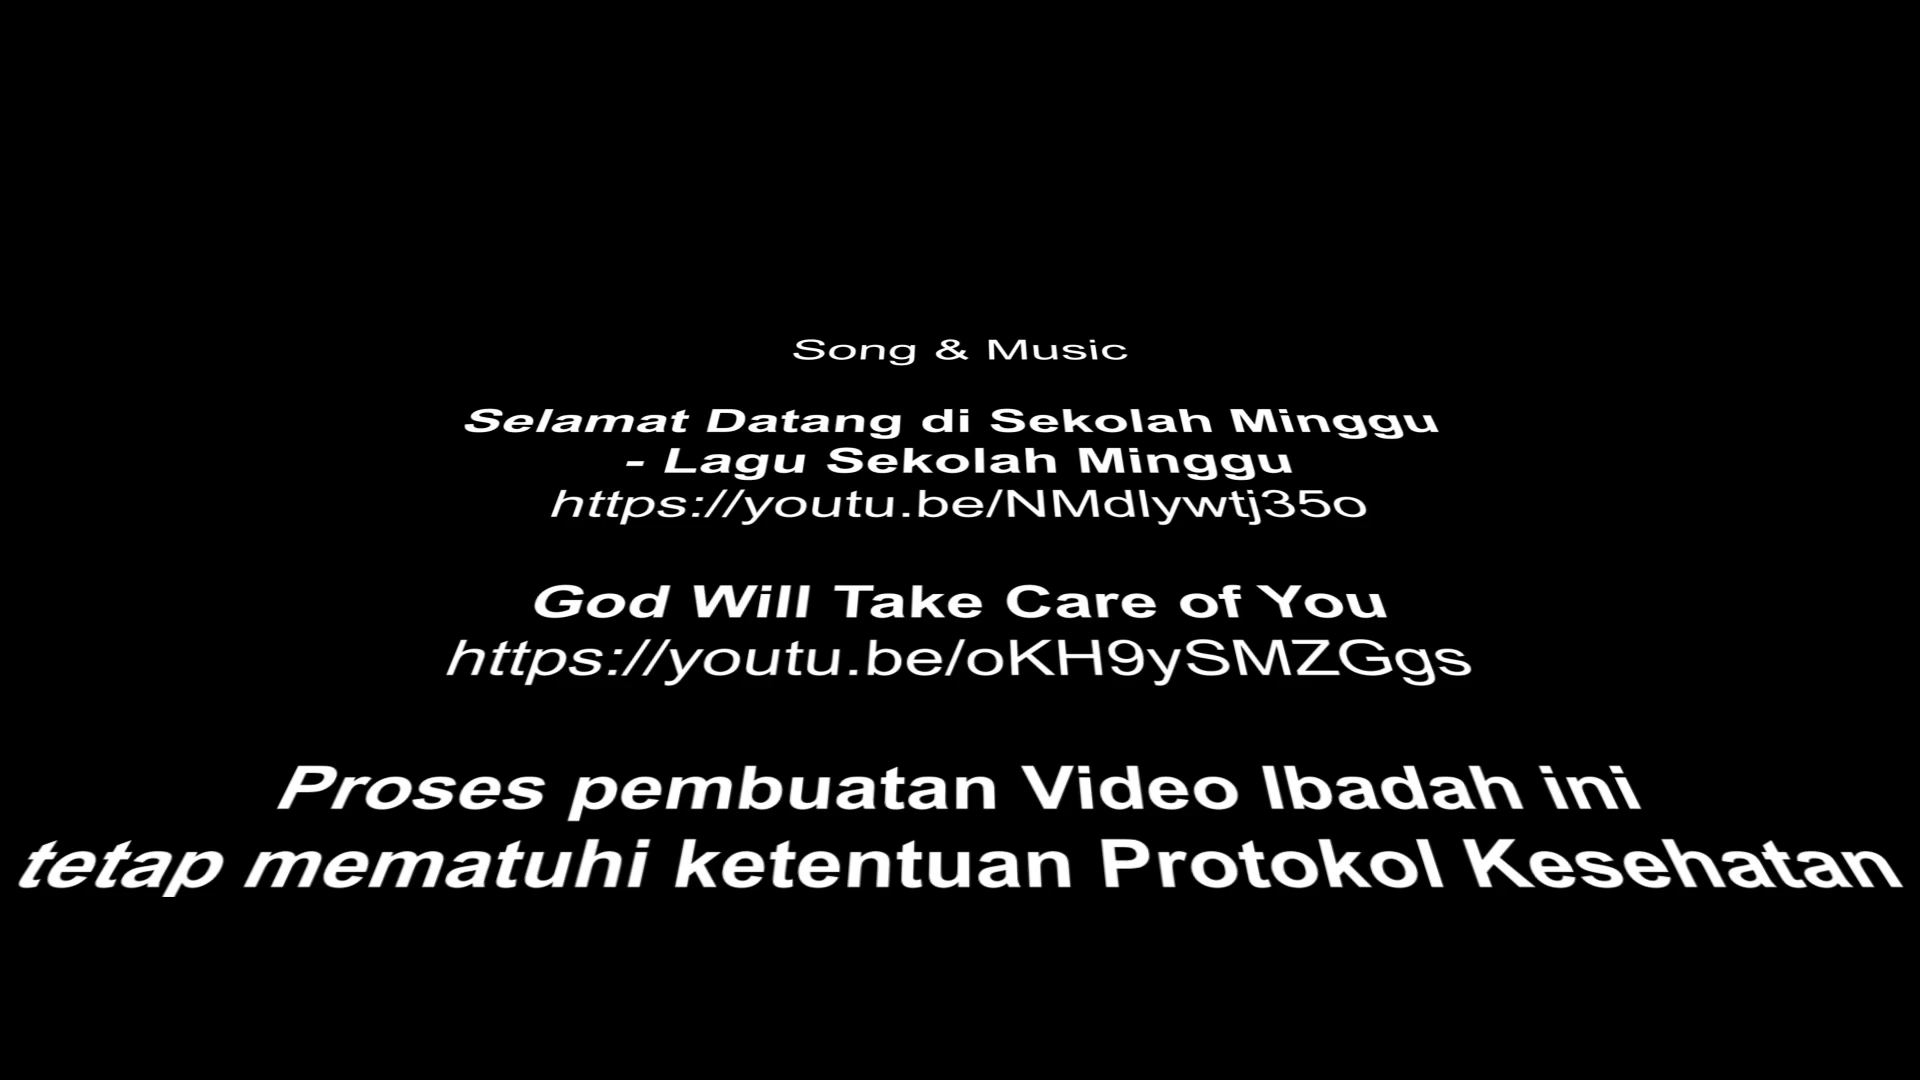 Song & Music
Selamat Datang di Sekolah Minggu
- Lagu Sekolah Minggu
https://youtu.be/NMdlywtj35o
God Will Take Care of You
https://youtu.be/oKH9ySMZGgs
Proses pembuatan Video Ibadah ini
tetap mematuhi ketentuan Protokol Kesehatan